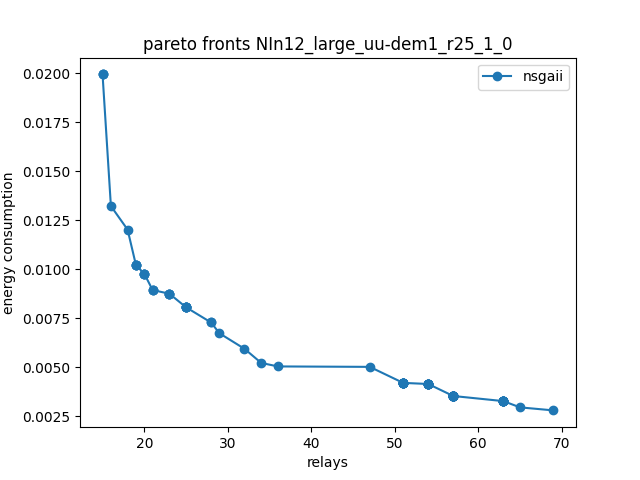 pareto fronts NIn12_large_uu-dem1_r25_1_0
nsgaii
0.0200
0.0175
0.0150
0.0125
0.0100
0.0075
0.0050
0.0025
energy consumption
20 30 40 50 60 70
relays